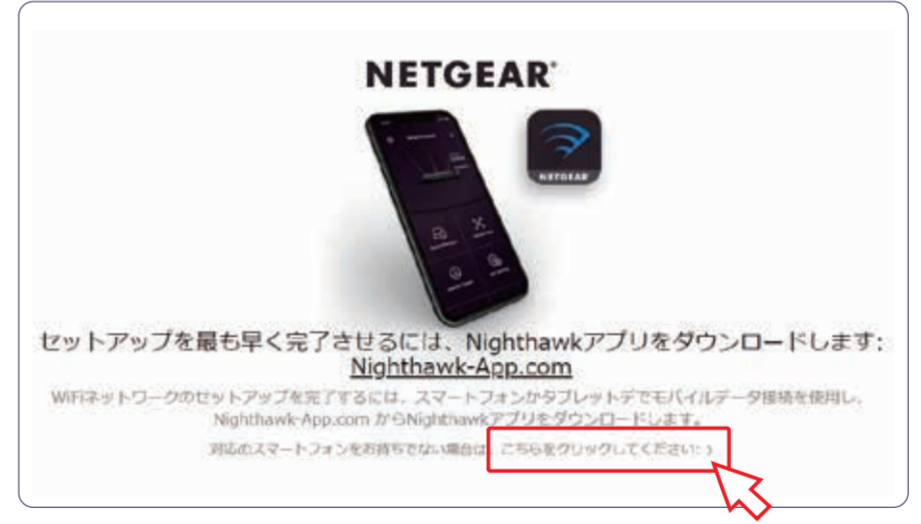 NETGEAR
NETGEAR
セットアップを最も早く完了させるには、Nighthawkアプリをダウンロードします:
Nighthawk-App.com
WiFiネットワークのセットアップを完了するには、スマートフォンかタブレットデでモバイルデータ接続を使用し、
Nighthawk-App.com からNighthawkアプリをダウンロードします。
対応のスマートフォンをお持ちでない場合は、こちらをクリックしてください: >